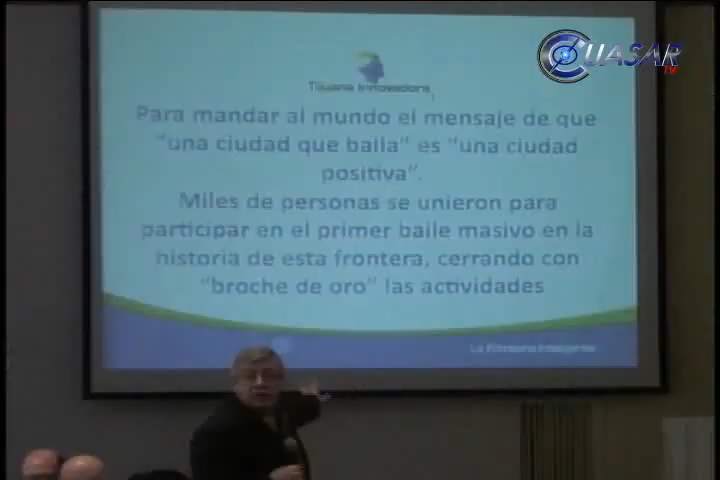 CUASAR
TV
Tijuana Innovadora
Para mandar al mundo el mensaje de que
"una ciudad que baila" es "una ciudad
positiva".
Miles de personas se unieron para
participar en el primer baile masivo en la
historia de esta frontera, cerrando con
"broche de oro" las actividades
La Frontera Inteligente